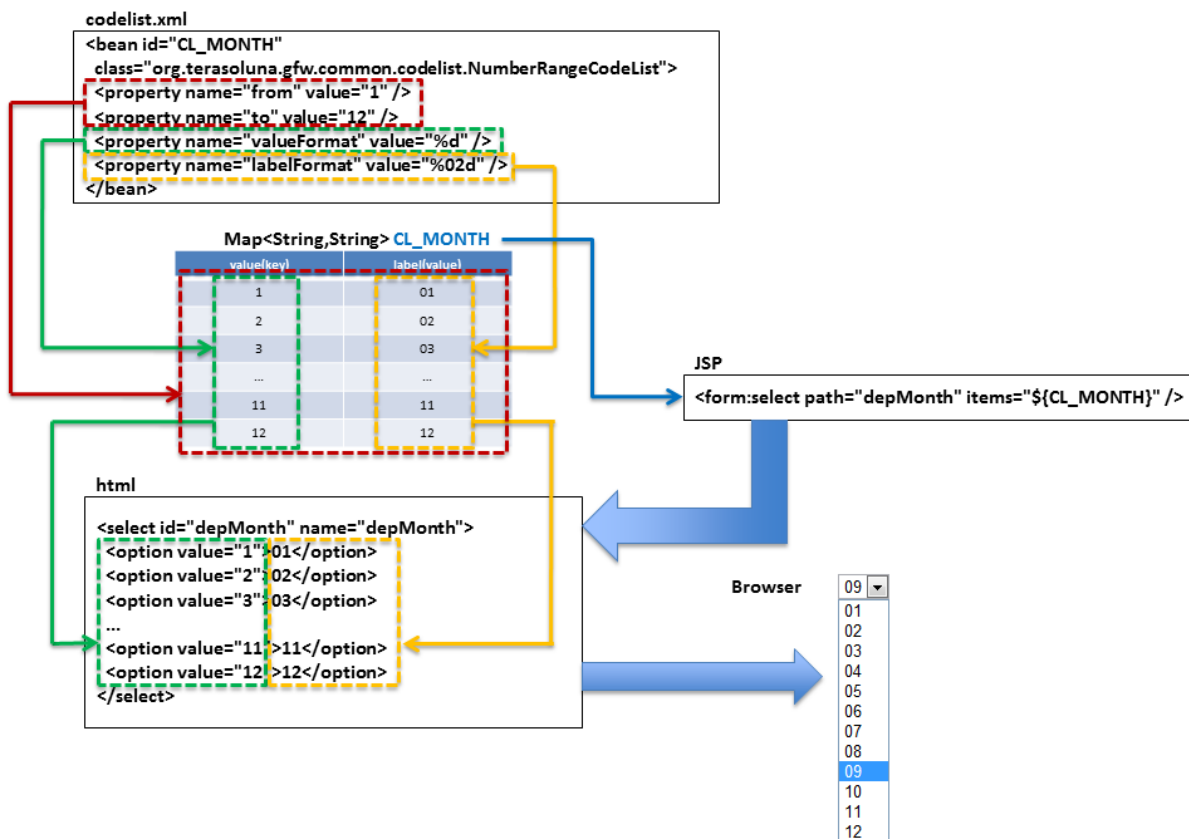 codelist.xml
<bean id="CL_MONTH"
class="org.terasoluna.gfw.common.codelist.NumberRangeCodeList">
<property name="from" value="1" />
<property name="to" value="12" />
<property name="valueFormat" value="%d" />
<property name="labelFormat" value="%02d" />
</bean>
Map<String,String> CL_MONTH
value(key) label(value)
1 01
2 02
3 03
... ...
11 11
12 12
JSP
<form:select path="depMonth" items="${CL_MONTH}" />
html
<select id="depMonth" name="depMonth">
<option value="1">01</option>
<option value="2">02</option>
<option value="3">03</option>
...
<option value="11">11</option>
<option value="12">12</option>
</select>
Browser
09
01
02
03
04
05
06
07
08
09
10
11
12